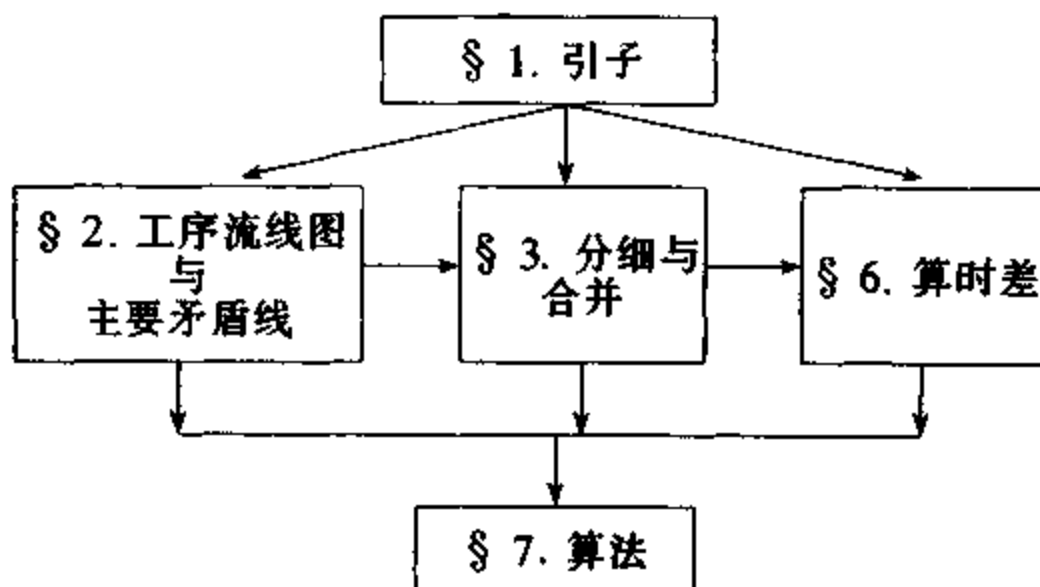 § 1. 引子
§ 2. 工序流线图
与
主要矛盾线
§ 3. 分细与
合并
§ 6. 算时差
§ 7. 算法